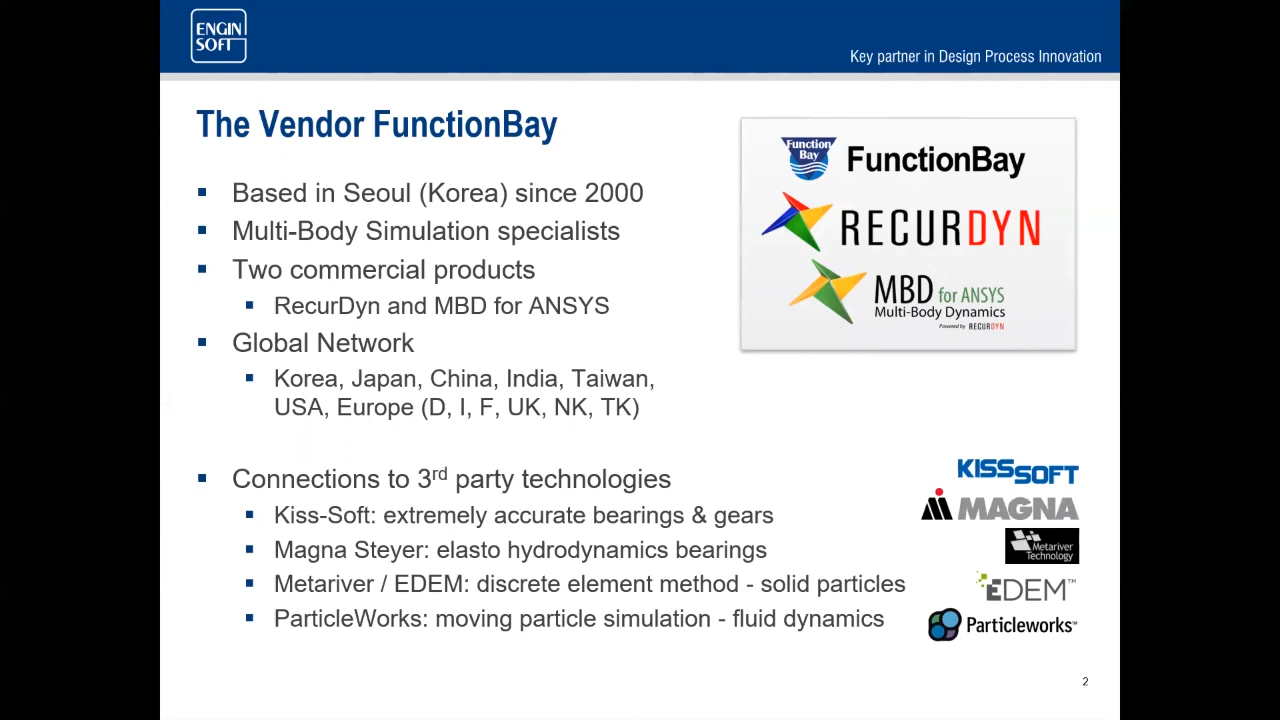 ENGIN
SOFT
Key partner in Design Process Innovation
The Vendor FunctionBay
Based in Seoul (Korea) since 2000
Multi-Body Simulation specialists
Two commercial products
RecurDyn and MBD for ANSYS
Global Network
Korea, Japan, China, India, Taiwan,
USA, Europe (D, I, F, UK, NK, TK)
Function
Bay
FunctionBay
RECURDYN
MBD for ANSYS
Multi-Body Dynamics
Powered by RECURDYN
Connections to 3rd party technologies
Kiss-Soft: extremely accurate bearings & gears
Magna Steyer: elasto hydrodynamics bearings
Metariver / EDEM: discrete element method - solid particles
ParticleWorks: moving particle simulation - fluid dynamics
KISSSOFT
MAGNA
Metariver
Technology
EDEM™
Particleworks™
2